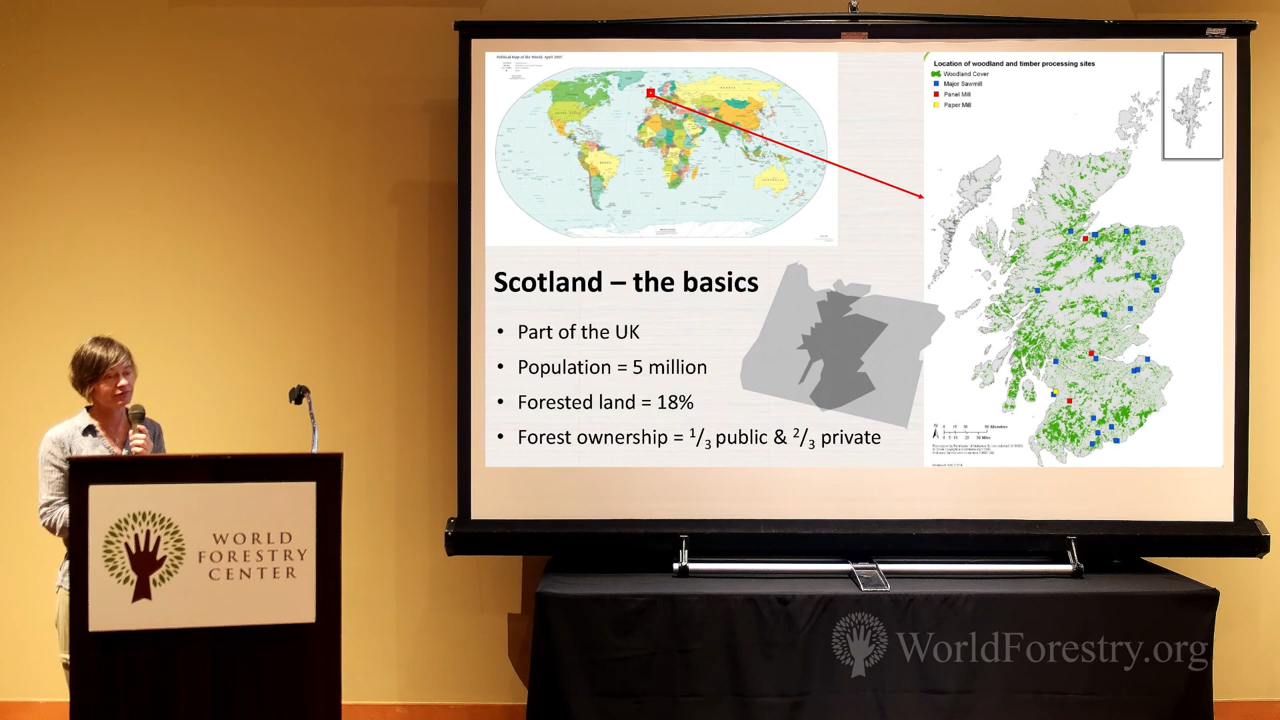 Political Map of the World, April 2007
Location of woodland and timber processing sites
Woodland Cover
Major Sawmill
Panel Mill
Paper Mill
Scotland – the basics
• Part of the UK
• Population = 5 million
• Forested land = 18%
• Forest ownership = 1/3 public & 2/3 private
WORLD
FORESTRY
CENTER
WorldForestry.org